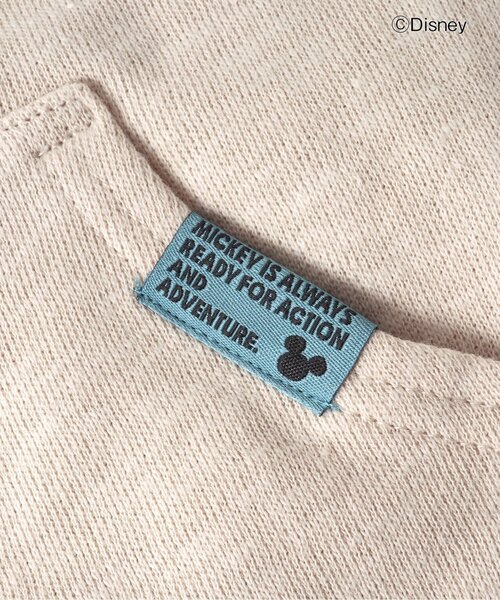 ©Disney
MICKEY IS ALWAYS
READY FOR ACTION
AND
ADVENTURE.